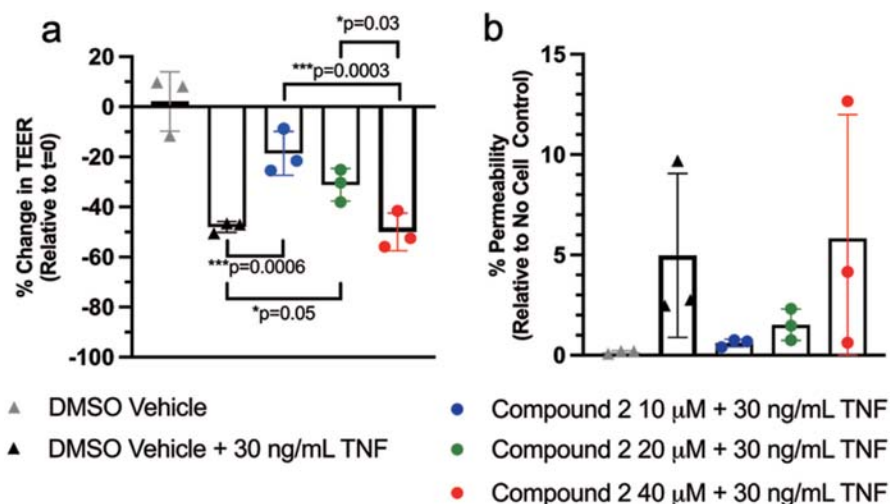 a
*p=0.03
***p=0.0003
20
0
-20
-40
-60
-80
-100
% Change in TEER
(Relative to t=0)
***p=0.0006
*p=0.05
b
15
10
5
0
% Permeability
(Relative to No Cell Control)
DMSO Vehicle
DMSO Vehicle + 30 ng/mL TNF
Compound 2 10 μM + 30 ng/mL TNF
Compound 2 20 μM + 30 ng/mL TNF
Compound 2 40 μM + 30 ng/mL TNF